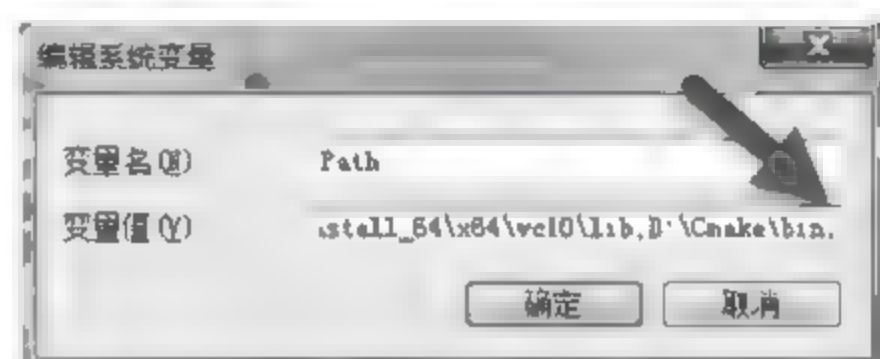 编辑系统变量
变量名(N) Path
变量值(V) .stall_64\x64\vc10\lib,D:\Cmake\bin.
确定 取消